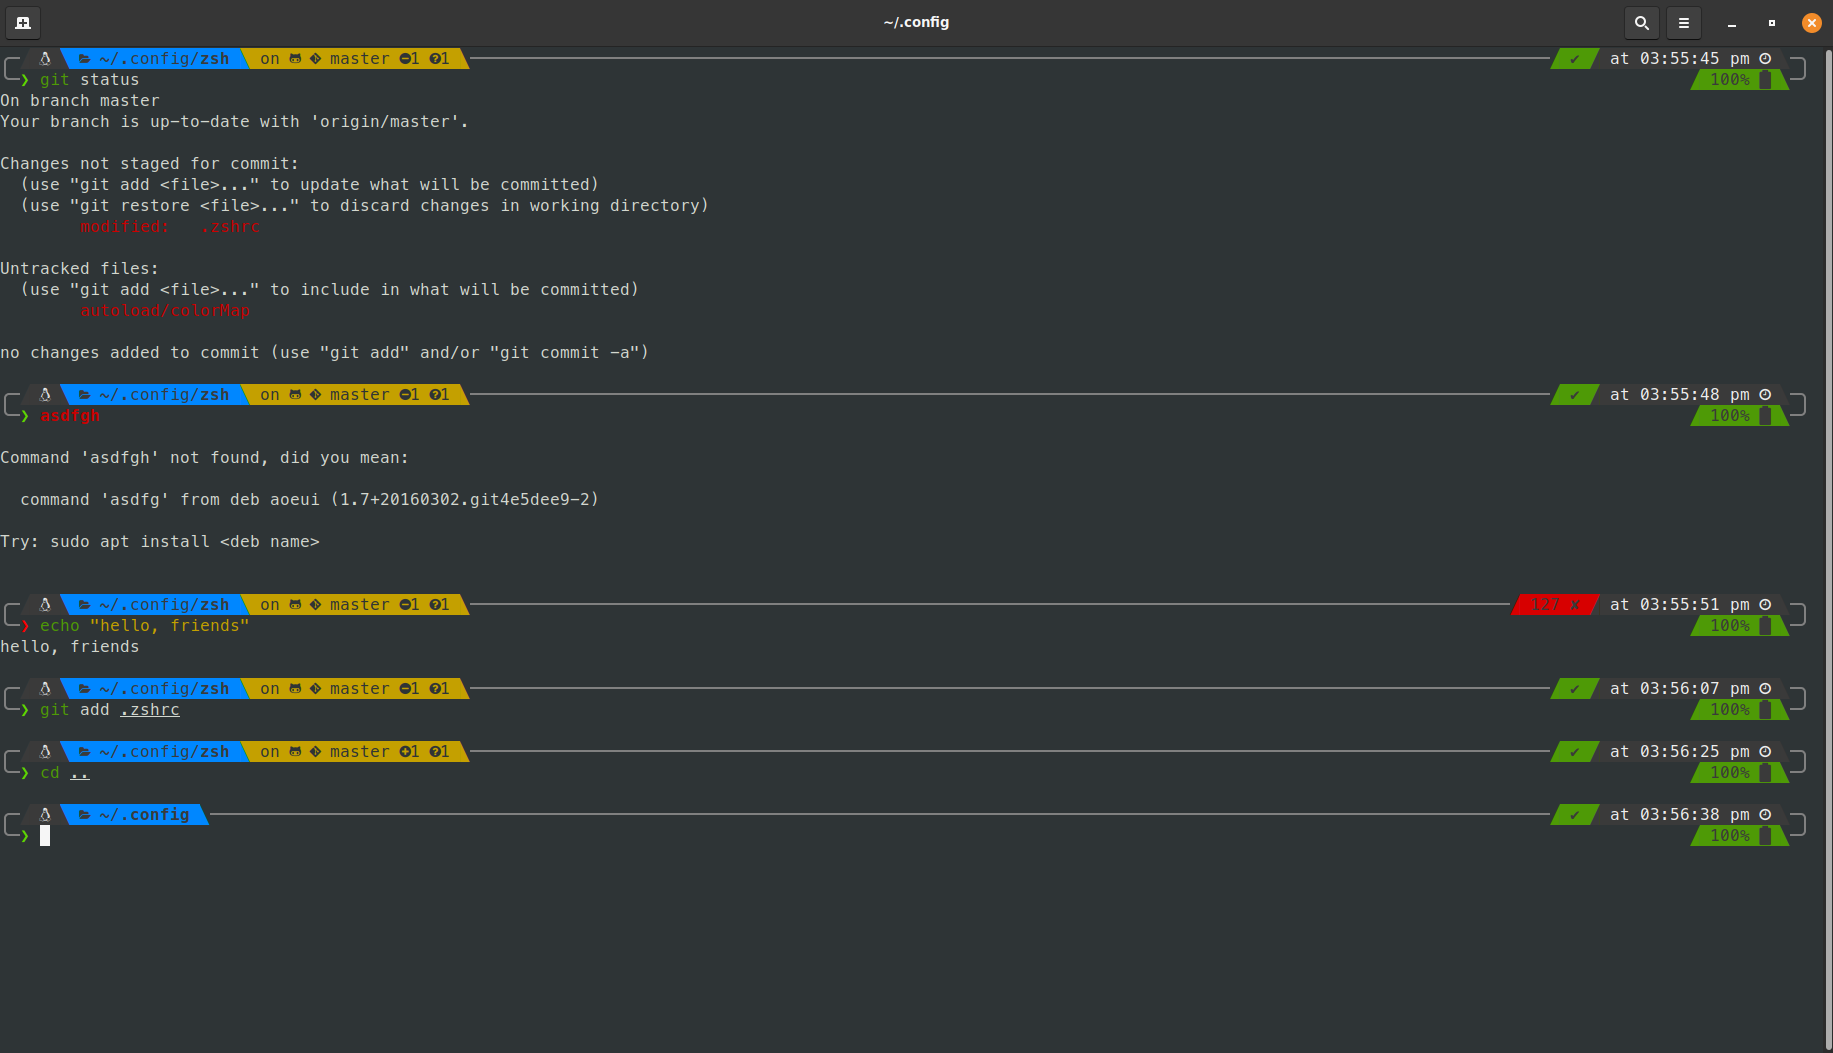 ~/.config
~/.config/zsh on master 1 1 ✔ at 03:55:45 pm
❯ git status 100%
On branch master
Your branch is up-to-date with 'origin/master'.
Changes not staged for commit:
(use "git add <file>..." to update what will be committed)
(use "git restore <file>..." to discard changes in working directory)
modified: .zshrc
Untracked files:
(use "git add <file>..." to include in what will be committed)
autoload/colorMap
no changes added to commit (use "git add" and/or "git commit -a")
~/.config/zsh on master 1 1 ✔ at 03:55:48 pm
❯ asdfgh 100%
Command 'asdfgh' not found, did you mean:
command 'asdfg' from deb aoeui (1.7+20160302.git4e5dee9-2)
Try: sudo apt install <deb name>
~/.config/zsh on master 1 1 127 ✘ at 03:55:51 pm
❯ echo "hello, friends" 100%
hello, friends
~/.config/zsh on master 1 1 ✔ at 03:56:07 pm
❯ git add .zshrc 100%
~/.config/zsh on master 1 1 ✔ at 03:56:25 pm
❯ cd .. 100%
~/.config ✔ at 03:56:38 pm
❯ 100%